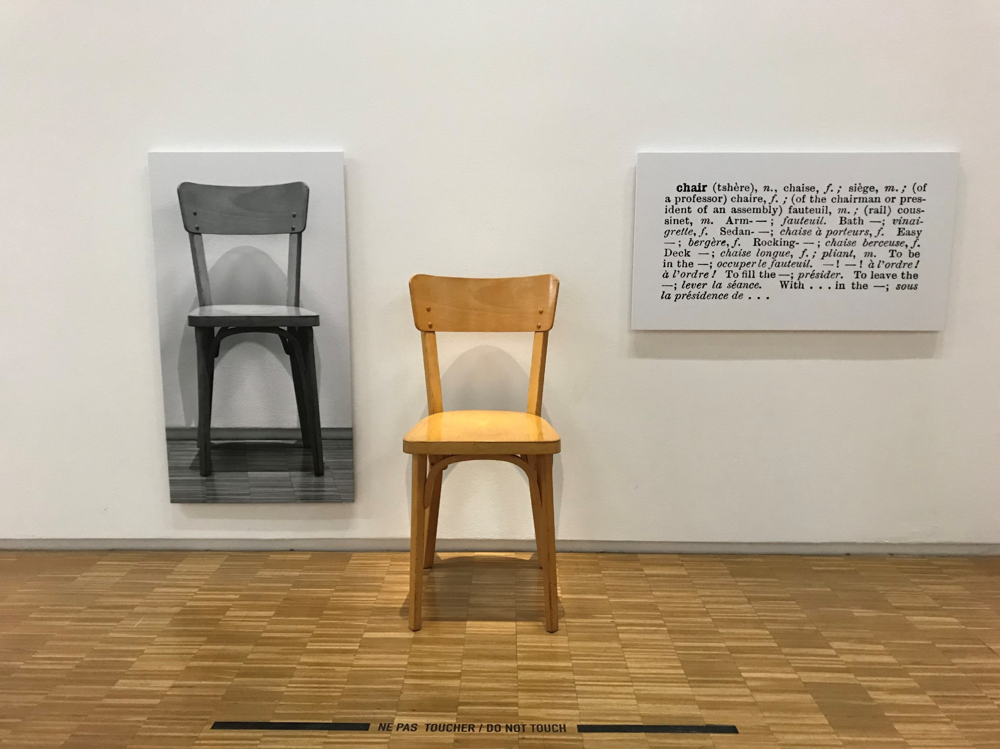 chair (tshère), n., chaise, f. ; siège, m. ; (of
a professor) chaire, f. ; (of the chairman or pres-
ident of an assembly) fauteuil, m. ; (rail) cous-
sinet, m. Arm- — ; fauteuil. Bath — ; vinai-
grette, f. Sedan- — ; chaise à porteurs, f. Easy
— ; bergère, f. Rocking- — ; chaise berceuse, f.
Deck — ; chaise longue, f. ; pliant, m. To be
in the — ; occuper le fauteuil. — ! — ! à l'ordre !
à l'ordre ! To fill the — ; présider. To leave the
— ; lever la séance. With . . . in the — ; sous
la présidence de . . .
NE PAS TOUCHER / DO NOT TOUCH